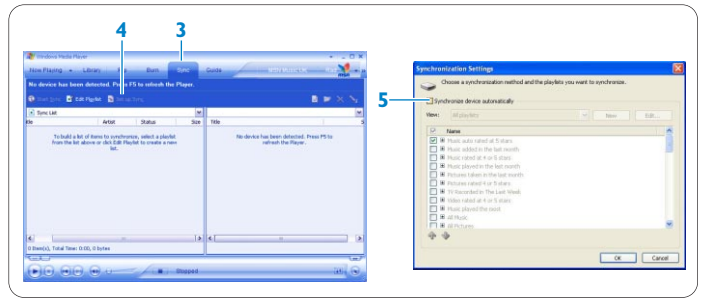 4
3
Windows Media Player
Now Playing
Library
Burn
Sync
Guide
No device has been detected. Press F5 to refresh the Player.
Start Sync
Edit Playlist
Set up Sync
Sync List
Artist
Status
Size
Title
To build a list of items to synchronize, select a playlist
from the list above or click Edit Playlist to create a new
list.
No device has been detected. Press F5 to
refresh the Player.
0 Item(s), Total Time: 0:00, 0 bytes
Stopped
5
Synchronization Settings
Choose a synchronization method and the playlists you want to synchronize.
Synchronize device automatically
View:
All playlists
New
Edit...
Name
Music auto rated at 5 stars
Music added in the last month
Music rated at 4 or 5 stars
Music played in the last month
Pictures taken in the last month
Pictures rated 4 or 5 stars
TV Recorded in The Last Week
Video rated at 4 or 5 stars
Music played the most
All Music
All Pictures
OK
Cancel